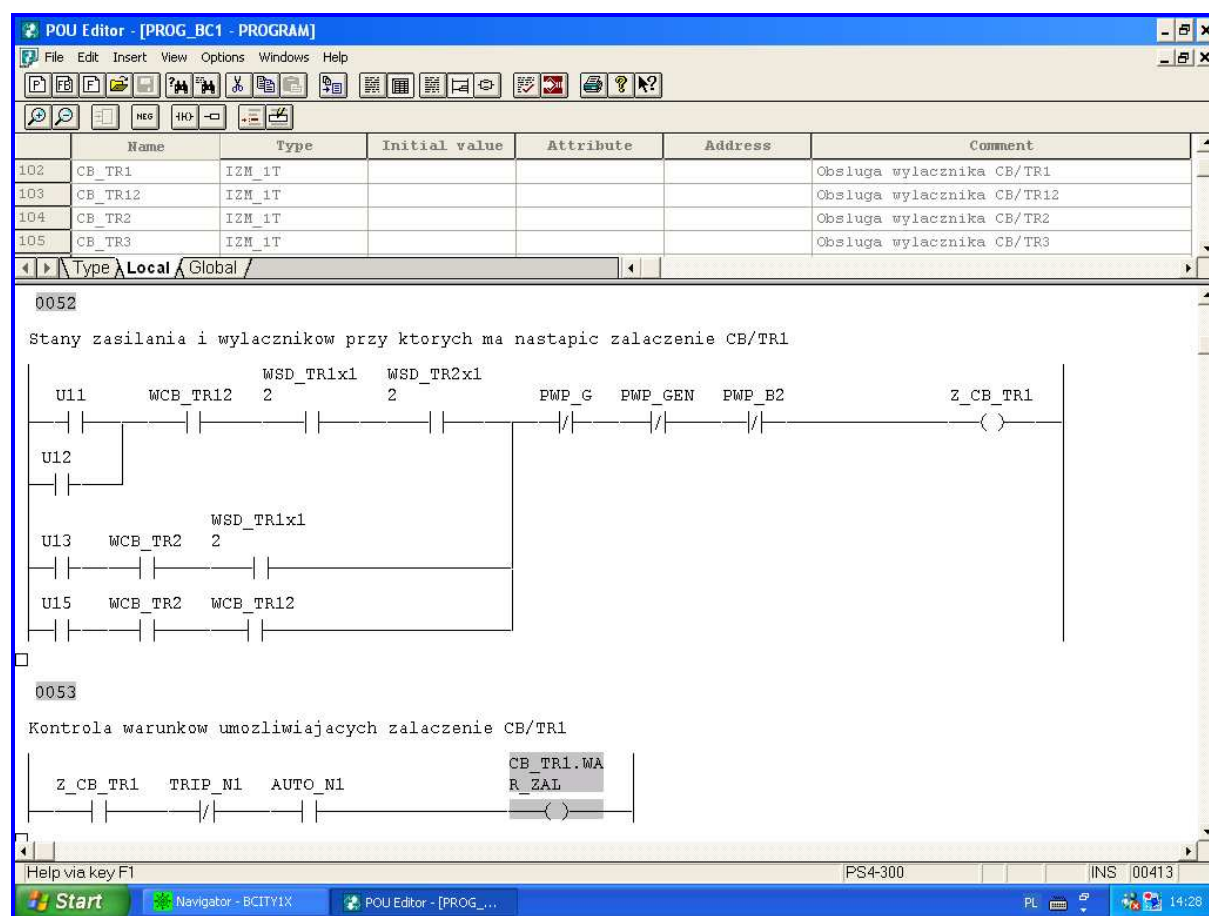 POU Editor - [PROG_BC1 - PROGRAM]
File Edit Insert View Options Windows Help
P FB F
NEG
Name Type Initial value Attribute Address Comment
102 CB_TR1 IZM_1T Obsluga wylacznika CB/TR1
103 CB_TR12 IZM_1T Obsluga wylacznika CB/TR12
104 CB_TR2 IZM_1T Obsluga wylacznika CB/TR2
105 CB_TR3 IZM_1T Obsluga wylacznika CB/TR3
Type Local Global
0052
Stany zasilania i wylacznikow przy ktorych ma nastapic zalaczenie CB/TR1
WSD_TR1x1 WSD_TR2x1
U11 WCB_TR12 2 2 PWP_G PWP_GEN PWP_B2 Z_CB_TR1
U12
WSD_TR1x1
U13 WCB_TR2 2
U15 WCB_TR2 WCB_TR12
0053
Kontrola warunkow umozliwiajacych zalaczenie CB/TR1
CB_TR1.WA
Z_CB_TR1 TRIP_N1 AUTO_N1 R_ZAL
Help via key F1 PS4-300 INS 00413
Start Navigator - BCITY1X POU Editor - [PROG_... PL 14:28